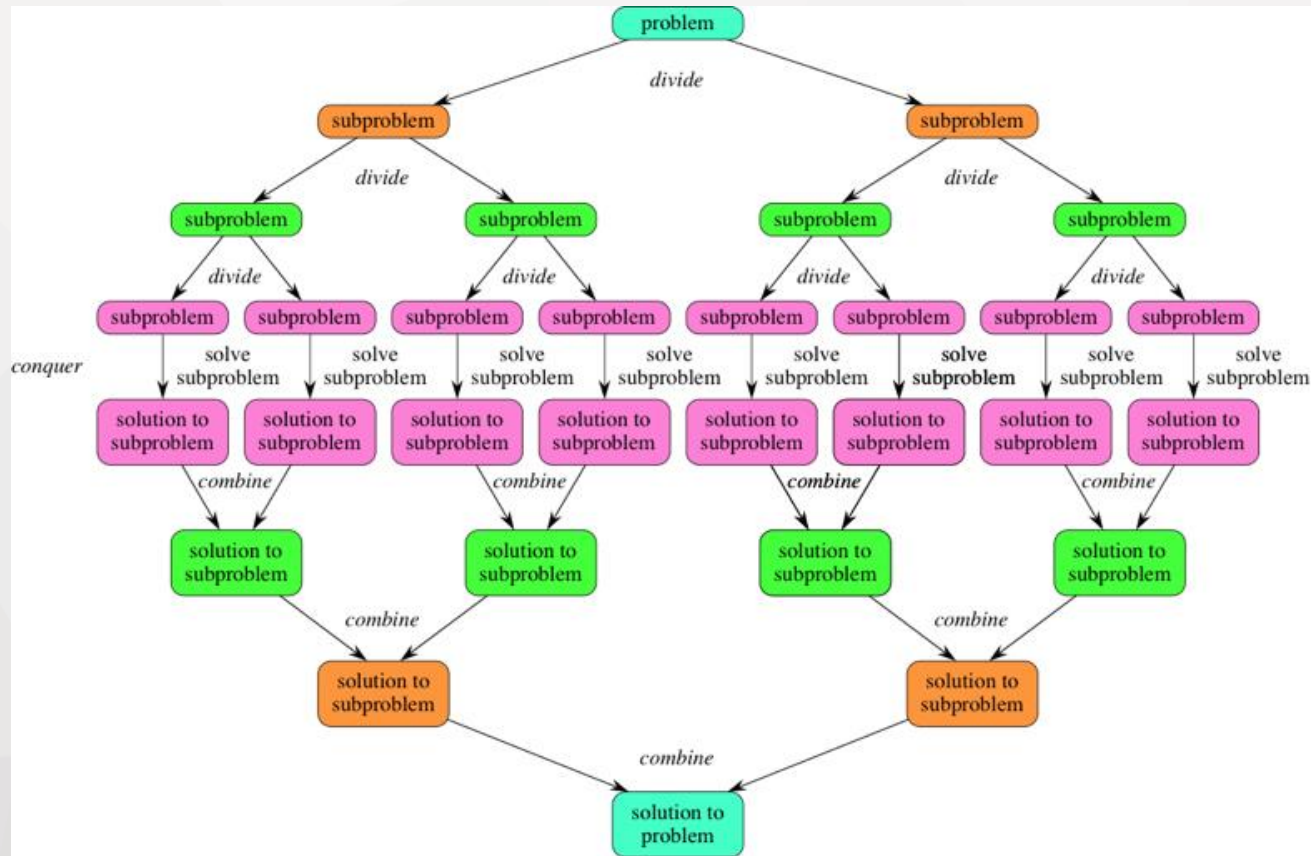 problem
divide
subproblem subproblem
divide divide
subproblem subproblem subproblem subproblem
divide divide divide divide
subproblem subproblem subproblem subproblem subproblem subproblem subproblem subproblem
conquer
solve solve solve solve solve solve solve solve
subproblem subproblem subproblem subproblem subproblem subproblem subproblem subproblem
solution to solution to solution to solution to solution to solution to solution to solution to
subproblem subproblem subproblem subproblem subproblem subproblem subproblem subproblem
combine combine combine combine
solution to solution to solution to solution to
subproblem subproblem subproblem subproblem
combine combine
solution to solution to
subproblem subproblem
combine
solution to
problem